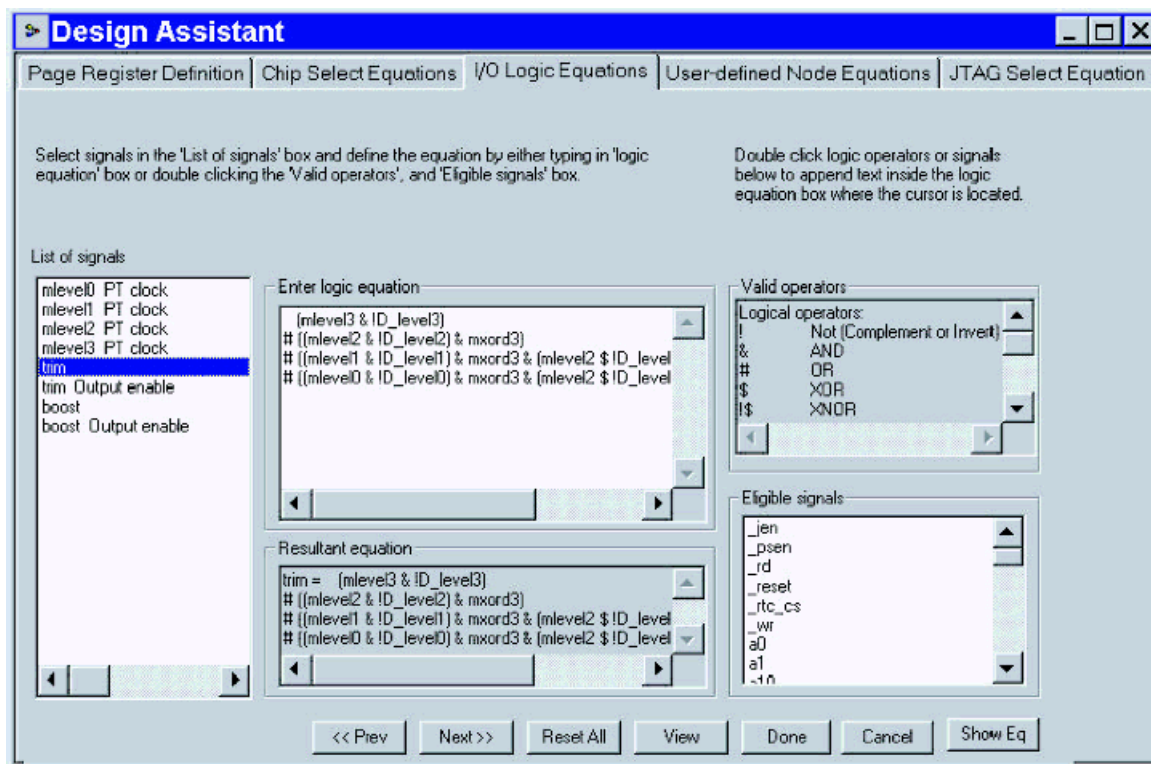 Design Assistant
Page Register Definition
Chip Select Equations
I/O Logic Equations
User-defined Node Equations
JTAG Select Equation
Select signals in the 'List of signals' box and define the equation by either typing in 'logic
equation' box or double clicking the 'Valid operators', and 'Eligible signals' box.
Double click logic operators or signals
below to append text inside the logic
equation box where the cursor is located.
List of signals
mlevel0 PT clock
mlevel1 PT clock
mlevel2 PT clock
mlevel3 PT clock
trim
trim Output enable
boost
boost Output enable
Enter logic equation
(mlevel3 & !D_level3)
# ((mlevel2 & !D_level2) & mxord3)
# ((mlevel1 & !D_level1) & mxord3 & (mlevel2 $ !D_level
# ((mlevel0 & !D_level0) & mxord3 & (mlevel2 $ !D_level
Resultant equation
trim = (mlevel3 & !D_level3)
# ((mlevel2 & !D_level2) & mxord3)
# ((mlevel1 & !D_level1) & mxord3 & (mlevel2 $ !D_level
# ((mlevel0 & !D_level0) & mxord3 & (mlevel2 $ !D_level
Valid operators
Logical operators:
! Not (Complement or Invert)
& AND
# OR
$ XOR
!$ XNOR
Eligible signals
_jen
_psen
_rd
_reset
_rtc_cs
_wr
a0
a1
a10
<< Prev
Next >>
Reset All
View
Done
Cancel
Show Eq